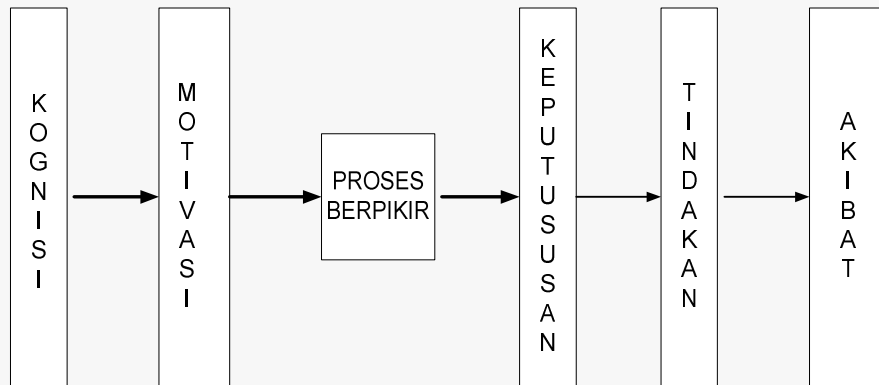 KOGNISI
MOTIVASI
PROSES
BERPIKIR
KEPUTUSUSAN
TINDAKAN
AKIBAT